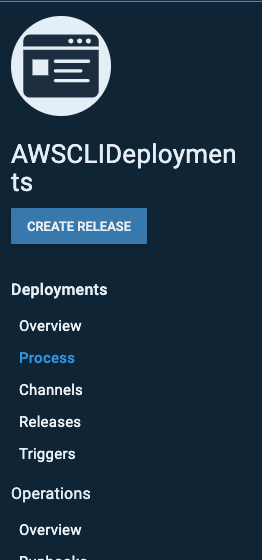 AWSCLIDeploymen
ts
CREATE RELEASE
Deployments
Overview
Process
Channels
Releases
Triggers
Operations
Overview